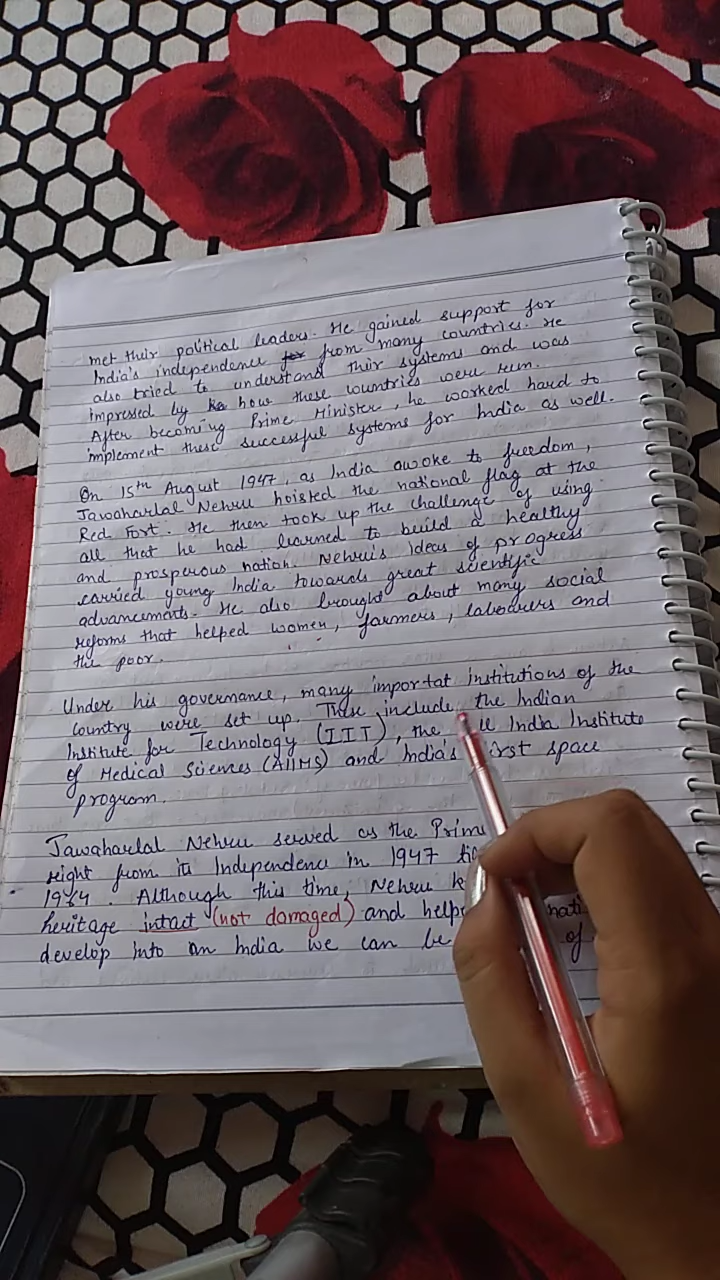 met their political leaders. He gained support for
India's independence for from many countries. He
also tried to understand their systems and was
impressed by ho how these countries were run.
After becoming Prime Minister, he worked hard to
implement these successful systems for India as well.
On 15th August 1947, as India awoke to freedom,
Jawaharlal Nehru hoisted the national flag at the
Red Fort. He then took up the challenge of using
all that he had learned to build a healthy
and prosperous nation. Nehru's ideas of progress
carried young India towards great scientific
advancements. He also brought about many social
reforms that helped women, farmers, labourers and
the poor.
Under his governance, many importat institutions of the
Country were set up. These include the Indian
Institute for Technology (IIT), the India Institute
of Medical Sciences (AIIMS) and India's first space
program.
Jawaharlal Nehru served as the Prime
right from its Independence in 1947
1964. Although this time, Nehru
heritage intact (not damaged) and
develop into an India we can be of